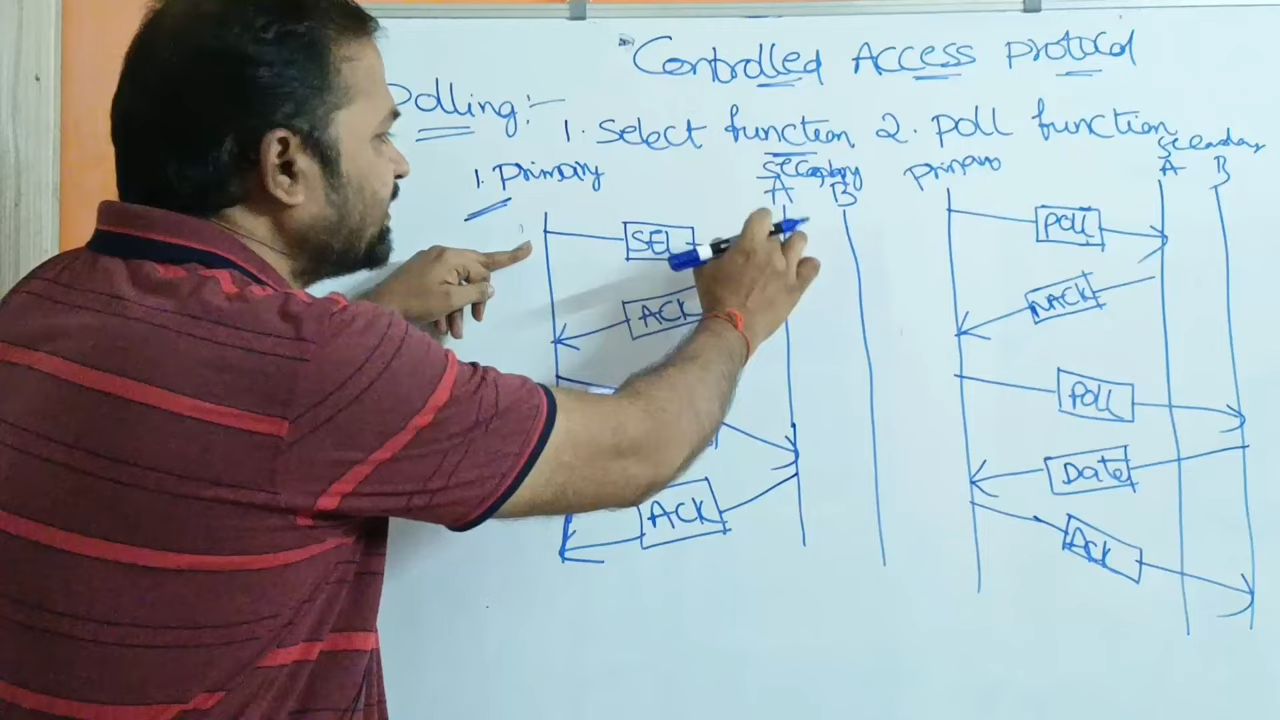 Controlled Access protocol
Polling:-
1. Select function 2. Poll function
1. primary
secondary
A B
SEL
ACK
ACK
primary
secondary
A B
Poll
NACK
Poll
Data
Ack